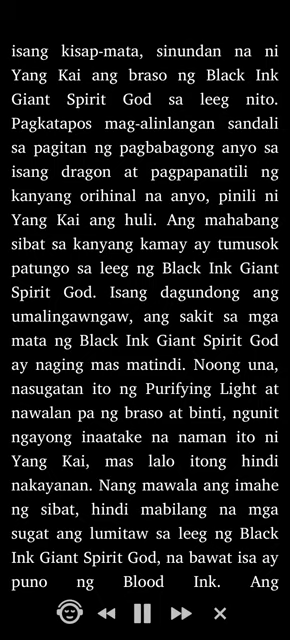 isang kisap-mata, sinundan na ni
Yang Kai ang braso ng Black Ink
Giant Spirit God sa leeg nito.
Pagkatapos mag-alinlangan sandali
sa pagitan ng pagbabagong anyo sa
isang dragon at pagpapanatili ng
kanyang orihinal na anyo, pinili ni
Yang Kai ang huli. Ang mahabang
sibat sa kanyang kamay ay tumusok
patungo sa leeg ng Black Ink Giant
Spirit God. Isang dagundong ang
umalingawngaw, ang sakit sa mga
mata ng Black Ink Giant Spirit God
ay naging mas matindi. Noong una,
nasugatan ito ng Purifying Light at
nawalan pa ng braso at binti, ngunit
ngayong inaatake na naman ito ni
Yang Kai, mas lalo itong hindi
nakayanan. Nang mawala ang imahe
ng sibat, hindi mabilang na mga
sugat ang lumitaw sa leeg ng Black
Ink Giant Spirit God, na bawat isa ay
puno ng Blood Ink. Ang